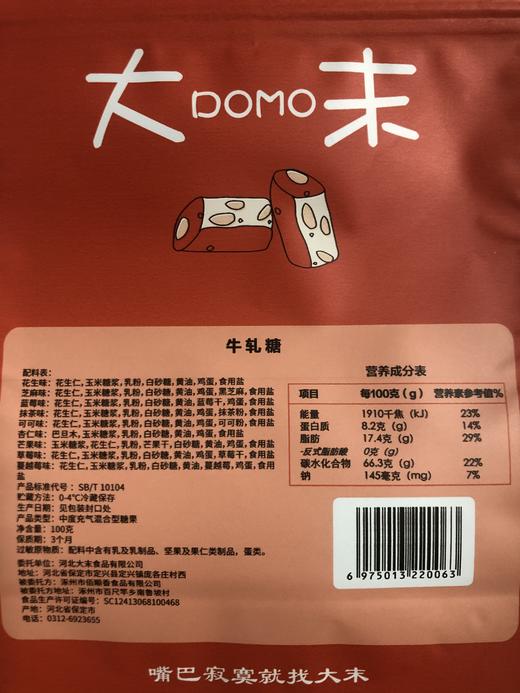 大 DOMO 末
牛轧糖
配料表:
花生味: 花生仁,玉米糖浆,乳粉,白砂糖,黄油,鸡蛋,食用盐
芝麻味: 花生仁,玉米糖浆,乳粉,白砂糖,黄油,鸡蛋,黑芝麻,食用盐
蓝莓味: 花生仁,玉米糖浆,乳粉,白砂糖,黄油,蓝莓干,鸡蛋,食用盐
抹茶味: 花生仁,玉米糖浆,乳粉,白砂糖,黄油,鸡蛋,抹茶粉,食用盐
可可味: 花生仁,玉米糖浆,乳粉,白砂糖,黄油,鸡蛋,可可粉,食用盐
杏仁味: 巴旦木,玉米糖浆,乳粉,白砂糖,黄油,鸡蛋,食用盐
芒果味: 玉米糖浆,花生仁,乳粉,芒果干,白砂糖,黄油,鸡蛋,食用盐
草莓味: 花生仁,玉米糖浆,乳粉,白砂糖,黄油,鸡蛋,草莓干,食用盐
蔓越莓味: 花生仁,玉米糖浆,乳粉,白砂糖,黄油,蔓越莓,鸡蛋,食用盐
产品标准代号: SB/T 10104
贮藏方法: 0-4℃冷藏保存
生产日期: 见包装封口处
产品类型: 中度充气混合型糖果
净含量: 100克
保质期: 3个月
过敏原物质: 配料中含有乳及乳制品、坚果及果仁类制品,蛋类。
委托单位: 河北大末食品有限公司
地址: 河北省保定市定兴县定兴镇庞各庄村西
被委托方: 涿州市佰顺香食品有限公司
被委托方地址: 涿州市百尺竿乡南鲁坡村
食品生产许可证编号: SC12413068100468
产地: 河北省保定市
电话: 0312-6923655
营养成分表
项目 每100克(g) 营养素参考值%
能量 1910千焦(kJ) 23%
蛋白质 8.2克(g) 14%
脂肪 17.4克(g) 29%
-反式脂肪酸 0克(g)
碳水化合物 66.3克(g) 22%
钠 145毫克(mg) 7%
6 975013 220063
嘴巴寂寞就找大末